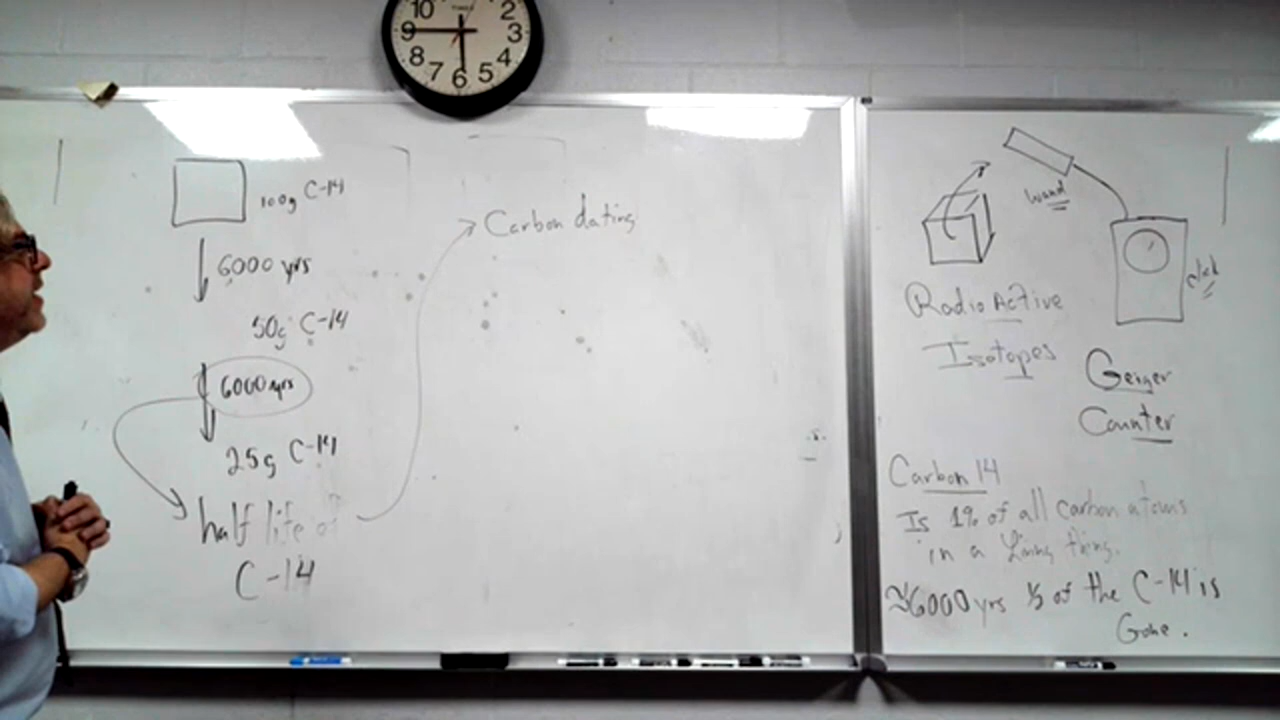 TIMEX
10
2
9
3
8
4
7
6
5
100g C-14
6000 yrs
50g C-14
6000 yrs
25g C-14
half life of
C-14
Carbon dating
wand
click
RadioActive
Isotopes
Geiger
Counter
Carbon 14
Is 1% of all carbon atoms
in a living thing.
≈6000 yrs ½ of the C-14 is
Gone.